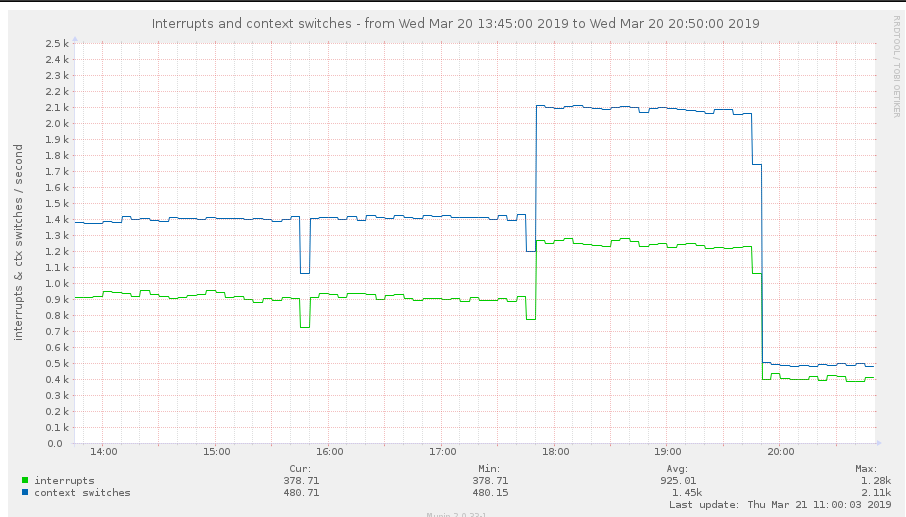 Interrupts and context switches - from Wed Mar 20 13:45:00 2019 to Wed Mar 20 20:50:00 2019
RRDTOOL / TOBI OETIKER
interrupts & ctx switches / second
2.5 k
2.4 k
2.3 k
2.2 k
2.1 k
2.0 k
1.9 k
1.8 k
1.7 k
1.6 k
1.5 k
1.4 k
1.3 k
1.2 k
1.1 k
1.0 k
0.9 k
0.8 k
0.7 k
0.6 k
0.5 k
0.4 k
0.3 k
0.2 k
0.1 k
0.0
14:00 15:00 16:00 17:00 18:00 19:00 20:00
Cur: Min: Avg: Max:
interrupts 378.71 378.71 925.01 1.28k
context switches 480.71 480.15 1.45k 2.11k
Last update: Thu Mar 21 11:00:03 2019